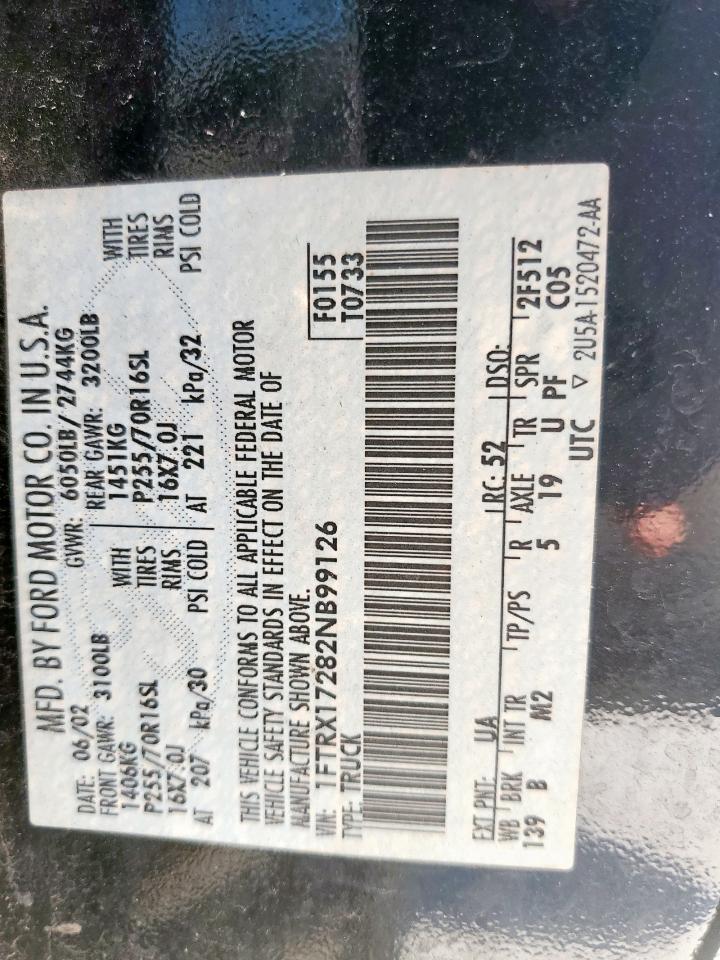 MFD. BY FORD MOTOR CO. IN U.S.A.
DATE: 06/02 GVWR: 6050LB/ 2744KG
FRONT GAWR: 3100LB REAR GAWR: 3200LB
1406KG WITH 1451KG WITH
P255/70R16SL TIRES P255/70R16SL TIRES
16X7.0J RIMS 16X7.0J RIMS
AT 207 kPa/30 PSI COLD AT 221 kPa/32 PSI COLD
THIS VEHICLE CONFORMS TO ALL APPLICABLE FEDERAL MOTOR
VEHICLE SAFETY STANDARDS IN EFFECT ON THE DATE OF
MANUFACTURE SHOWN ABOVE.
VIN: 1FTRX17282NB99126 F0155
TYPE: TRUCK T0733
EXT PNT: UA RC: 52 DSO:
WB BRK INT TR TP/PS R AXLE TR SPR 2F512
139 B M2 5 19 U PF C05
UTC ▽ 2U5A-1520472-AA